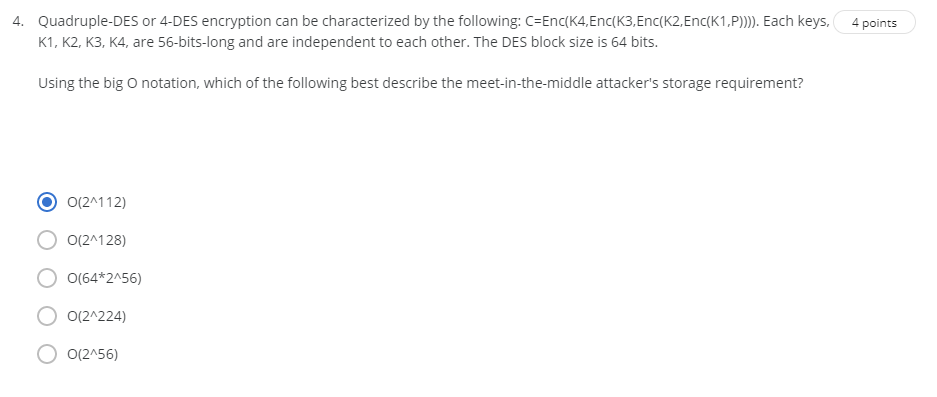 4. Quadruple-DES or 4-DES encryption can be characterized by the following: C=Enc(K4,Enc(K3,Enc(K2,Enc(K1,P)))). Each keys, 4 points
K1, K2, K3, K4, are 56-bits-long and are independent to each other. The DES block size is 64 bits.
Using the big O notation, which of the following best describe the meet-in-the-middle attacker's storage requirement?
O(2^112)
O(2^128)
O(64*2^56)
O(2^224)
O(2^56)